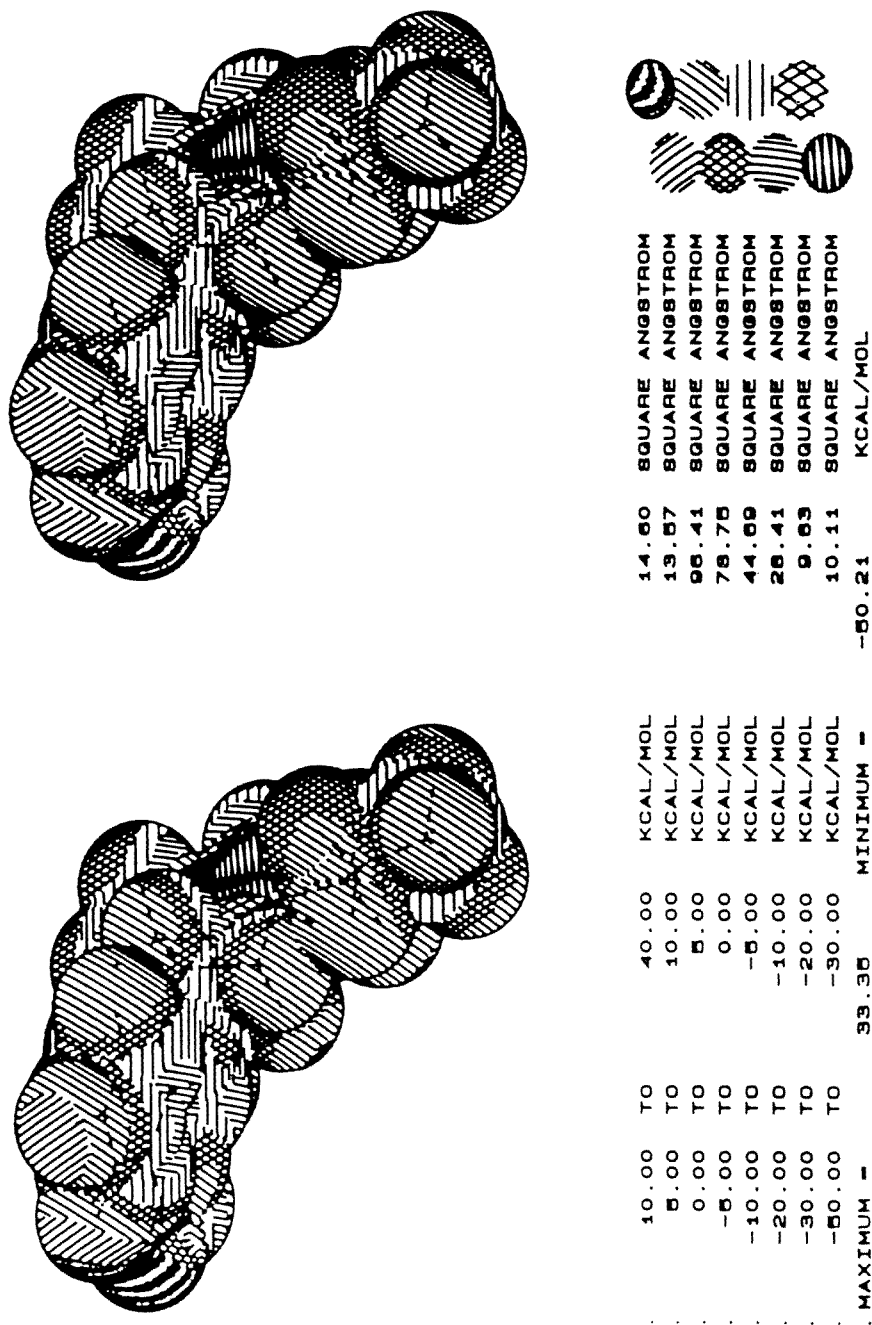 . 10.00 TO 40.00 KCAL/MOL 14.60 SQUARE ANGSTROM
. 5.00 TO 10.00 KCAL/MOL 13.57 SQUARE ANGSTROM
. 0.00 TO 5.00 KCAL/MOL 96.41 SQUARE ANGSTROM
. -5.00 TO 0.00 KCAL/MOL 78.75 SQUARE ANGSTROM
. -10.00 TO -5.00 KCAL/MOL 44.69 SQUARE ANGSTROM
. -20.00 TO -10.00 KCAL/MOL 26.41 SQUARE ANGSTROM
. -30.00 TO -20.00 KCAL/MOL 9.63 SQUARE ANGSTROM
. -50.00 TO -30.00 KCAL/MOL 10.11 SQUARE ANGSTROM
. MAXIMUM = 33.35 MINIMUM = -50.21 KCAL/MOL